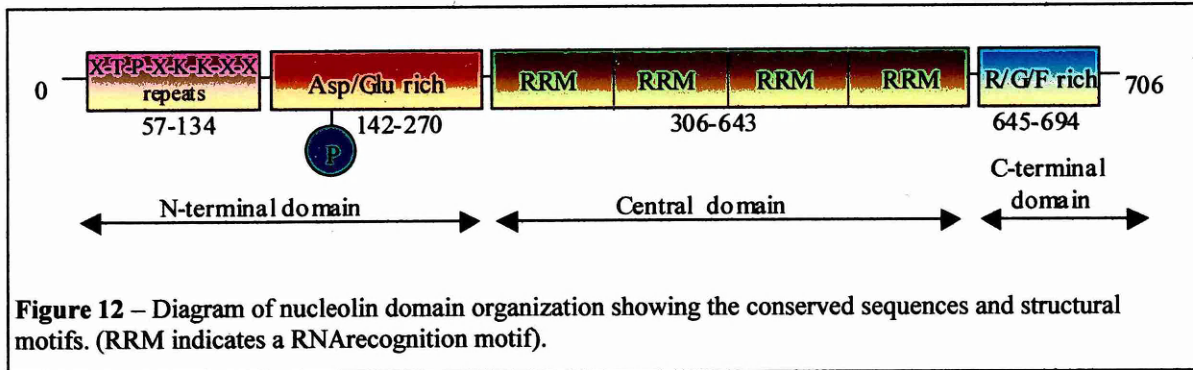 X-T-P-X-K-K-X-X
repeats
Asp/Glu rich
RRM RRM RRM RRM
R/G/F rich
0
706
57-134
142-270
306-643
645-694
P
N-terminal domain
Central domain
C-terminal
domain
Figure 12 – Diagram of nucleolin domain organization showing the conserved sequences and structural
motifs. (RRM indicates a RNArecognition motif).